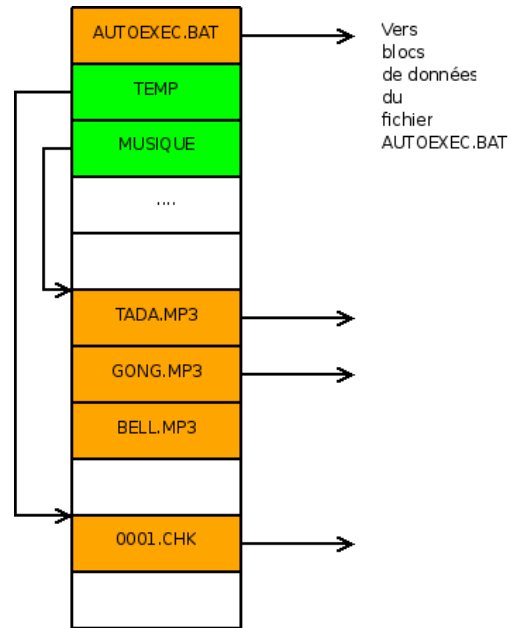 AUTOEXEC.BAT
TEMP
MUSIQUE
....
TADA.MP3
GONG.MP3
BELL.MP3
0001.CHK
Vers
blocs
de données
du
fichier
AUTOEXEC.BAT